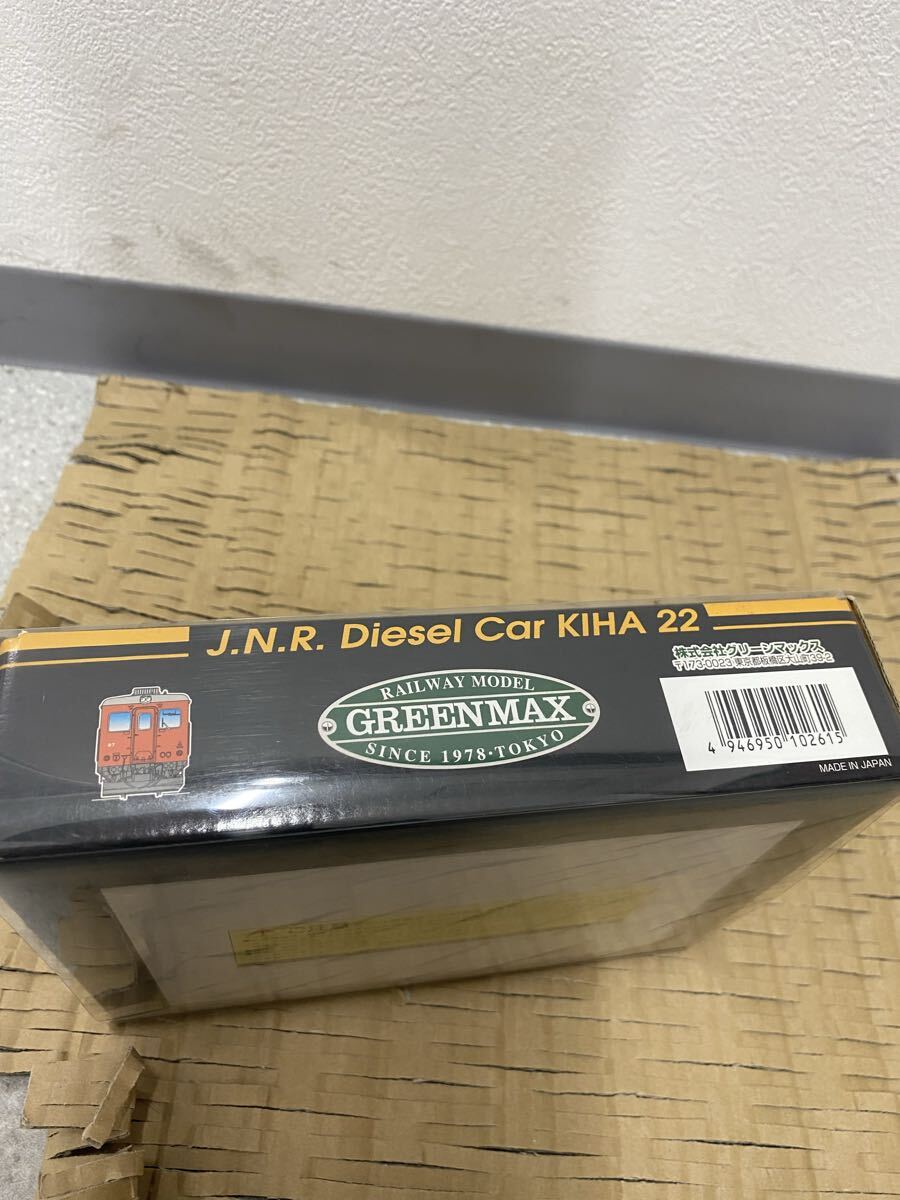 J.N.R. Diesel Car KIHA 22
株式会社グリーンマックス
〒173-0023 東京都板橋区大山町39-2
RAILWAY MODEL
GREENMAX
SINCE 1978・TOKYO
4 946950 102615
MADE IN JAPAN